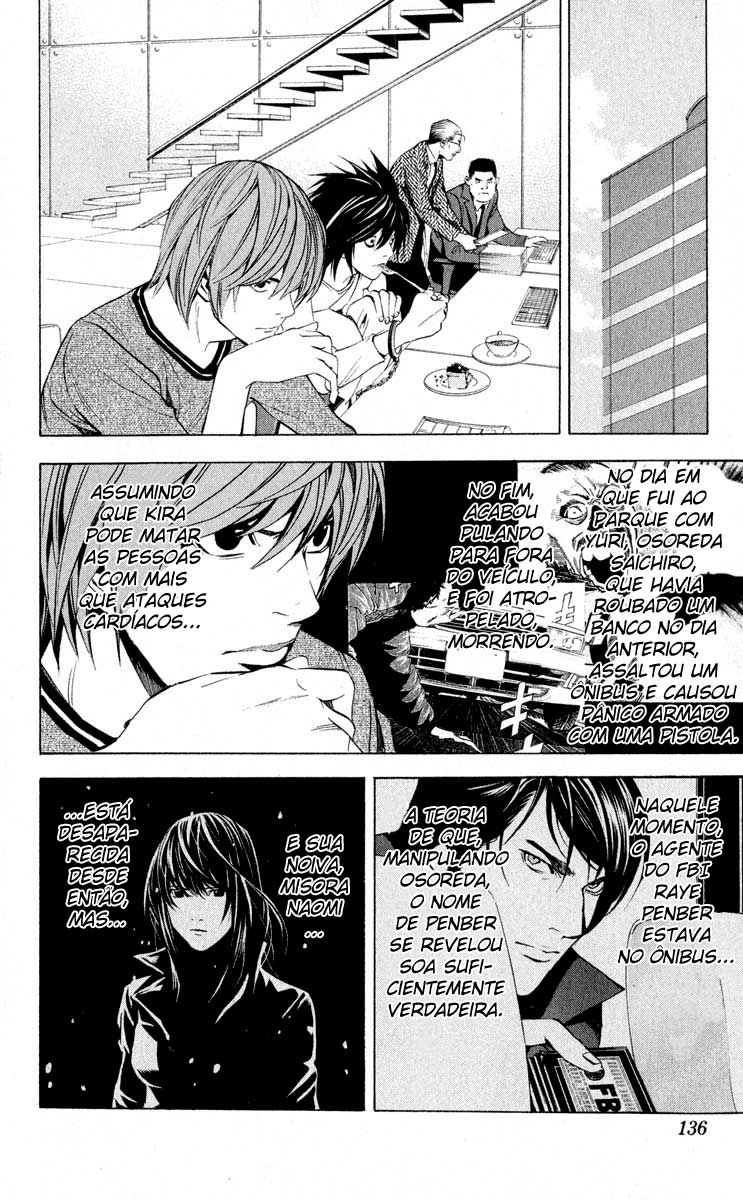 NO DIA EM
QUE FUI AO
PARQUE COM
YURI, OSOREDA
SAICHIRO,
QUE HAVIA
ROUBADO UM
BANCO NO DIA
ANTERIOR,
ASSALTOU UM
ÔNIBUS E CAUSOU
PÂNICO ARMADO
COM UMA PISTOLA.
NO FIM,
ACABOU
PULANDO
PARA FORA
DO VEÍCULO,
E FOI ATRO-
PELADO,
MORRENDO.
ASSUMINDO
QUE KIRA
PODE MATAR
AS PESSOAS
COM MAIS
QUE ATAQUES
CARDÍACOS...
NAQUELE
MOMENTO,
O AGENTE
DO FBI
RAYE
PENBER
ESTAVA
NO ÔNIBUS...
A TEORIA
DE QUE,
MANIPULANDO
OSOREDA,
O NOME
DE PENBER
SE REVELOU
SOA SUFI-
CIENTEMENTE
VERDADEIRA.
FBI
E SUA
NOIVA,
MISORA
NAOMI
...
...ESTÁ
DESAPA-
RECIDA
DESDE
ENTÃO,
MAS...
136